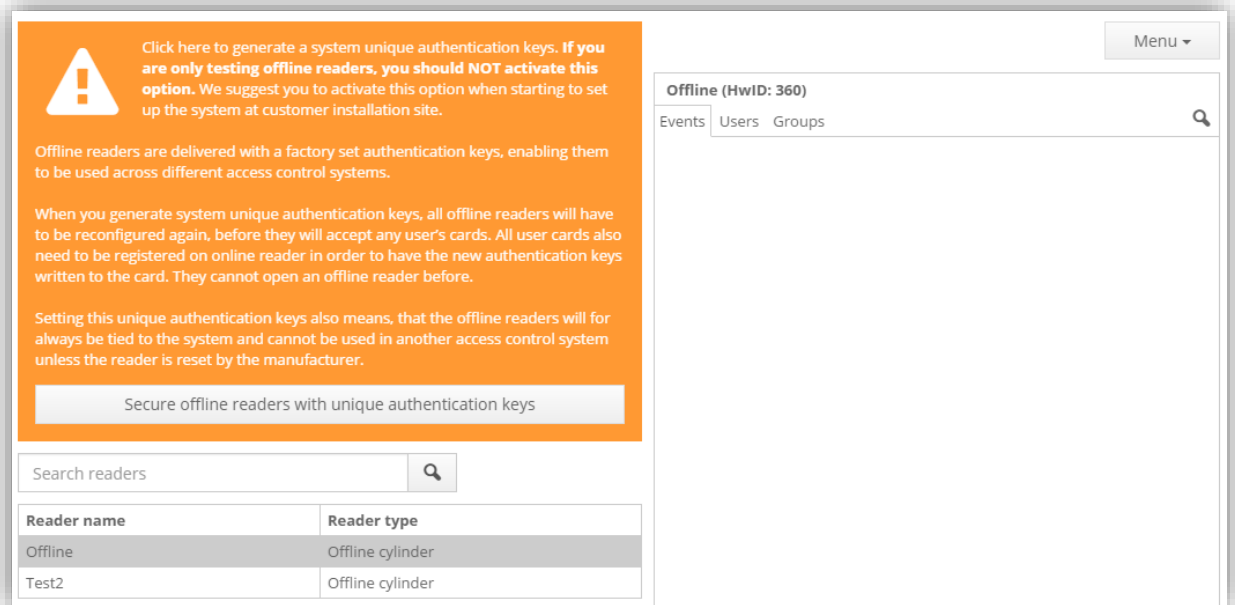 Click here to generate a system unique authentication keys. If you
are only testing offline readers, you should NOT activate this
option. We suggest you to activate this option when starting to set
up the system at customer installation site.
Offline readers are delivered with a factory set authentication keys, enabling them
to be used across different access control systems.
When you generate system unique authentication keys, all offline readers will have
to be reconfigured again, before they will accept any user's cards. All user cards also
need to be registered on online reader in order to have the new authentication keys
written to the card. They cannot open an offline reader before.
Setting this unique authentication keys also means, that the offline readers will for
always be tied to the system and cannot be used in another access control system
unless the reader is reset by the manufacturer.
Secure offline readers with unique authentication keys
Search readers
Reader name Reader type
Offline Offline cylinder
Test2 Offline cylinder
Menu
Offline (HwID: 360)
Events Users Groups